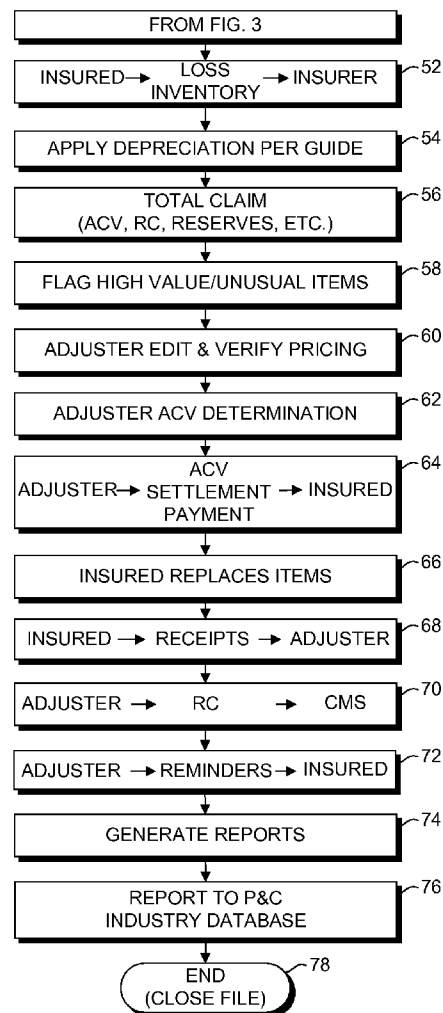 FROM FIG. 3
INSURED → LOSS INVENTORY → INSURER
52
APPLY DEPRECIATION PER GUIDE
54
TOTAL CLAIM
(ACV, RC, RESERVES, ETC.)
56
FLAG HIGH VALUE/UNUSUAL ITEMS
58
ADJUSTER EDIT & VERIFY PRICING
60
ADJUSTER ACV DETERMINATION
62
ADJUSTER → ACV SETTLEMENT PAYMENT → INSURED
64
INSURED REPLACES ITEMS
66
INSURED → RECEIPTS → ADJUSTER
68
ADJUSTER → RC → CMS
70
ADJUSTER → REMINDERS → INSURED
72
GENERATE REPORTS
74
REPORT TO P&C
INDUSTRY DATABASE
76
END
(CLOSE FILE)
78